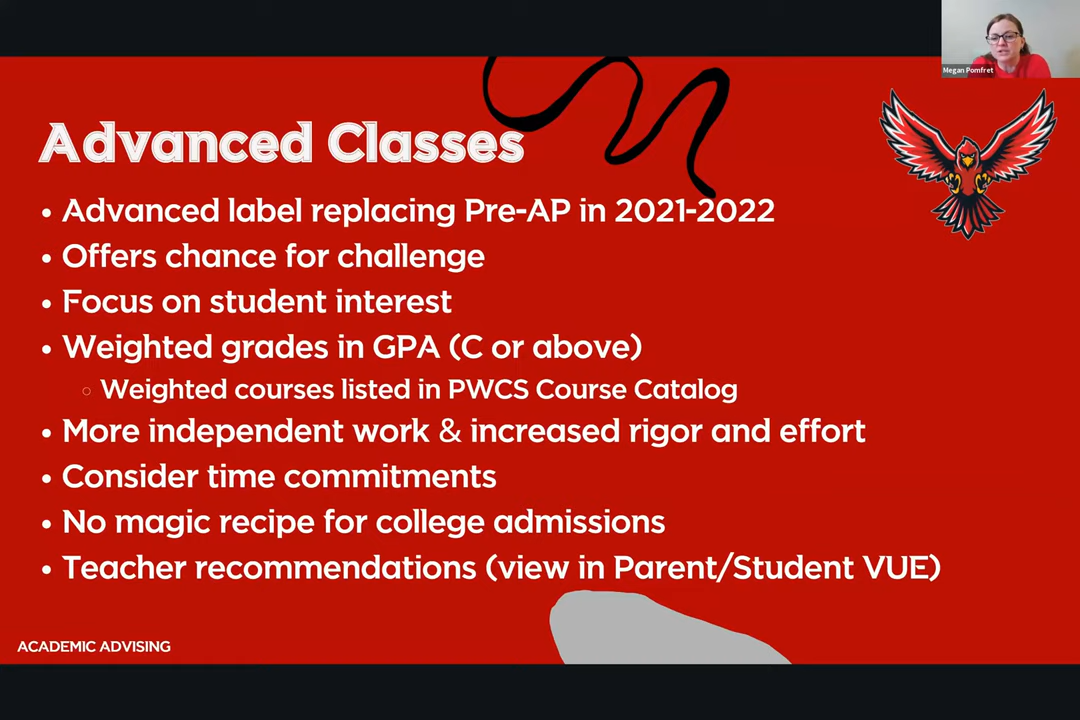 Megan Pomfret
Advanced Classes
• Advanced label replacing Pre-AP in 2021-2022
• Offers chance for challenge
• Focus on student interest
• Weighted grades in GPA (C or above)
◦ Weighted courses listed in PWCS Course Catalog
• More independent work & increased rigor and effort
• Consider time commitments
• No magic recipe for college admissions
• Teacher recommendations (view in Parent/Student VUE)
ACADEMIC ADVISING